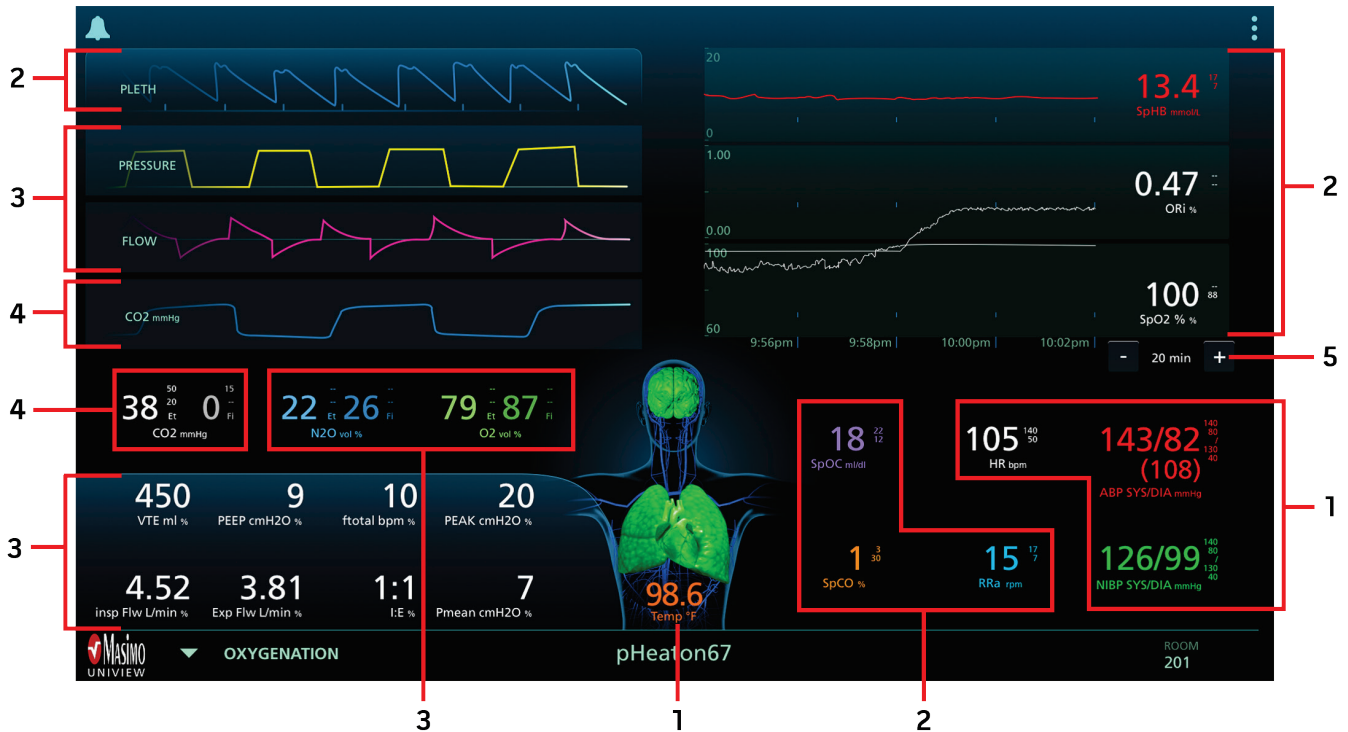 2
PLETH
3
PRESSURE
FLOW
4
CO2 mmHg
20
0
13.4 17 7
SpHB mmol/L
1.00
0.00
0.47 -- --
ORi %
100
60
100 -- 88
SpO2 % %
2
9:56pm 9:58pm 10:00pm 10:02pm
- 20 min +
5
4
38 50 20 Et 0 15 -- Fi
CO2 mmHg
22 -- -- Et 26 -- -- Fi
N2O vol %
79 -- -- Et 87 -- -- Fi
O2 vol %
18 22 12
SpOC ml/dl
105 140 50
HR bpm
143/82 140 80 / 130 40
(108)
ABP SYS/DIA mmHg
1
3
450
VTE ml %
9
PEEP cmH2O %
10
ftotal bpm %
20
PEAK cmH2O %
4.52
insp Flw L/min %
3.81
Exp Flw L/min %
1:1
I:E %
7
Pmean cmH2O %
98.6
Temp °F
1 3 30
SpCO %
15 17 7
RRa rpm
126/99 140 80 / 130 40
NIBP SYS/DIA mmHg
Masimo
UNIVIEW
OXYGENATION
pHeaton67
ROOM
201
3
1
2